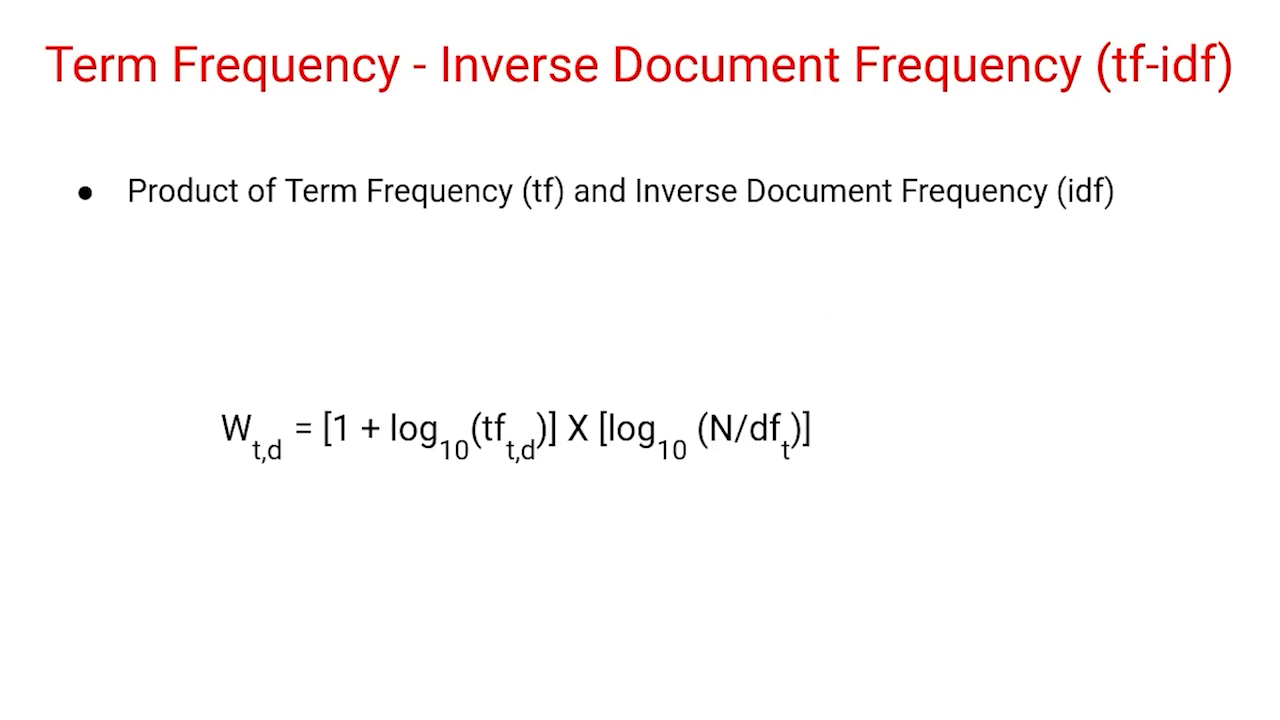 Term Frequency - Inverse Document Frequency (tf-idf)
● Product of Term Frequency (tf) and Inverse Document Frequency (idf)
W_{t,d} = [1 + log_{10}(tf_{t,d})] X [log_{10} (N/df_{t})]